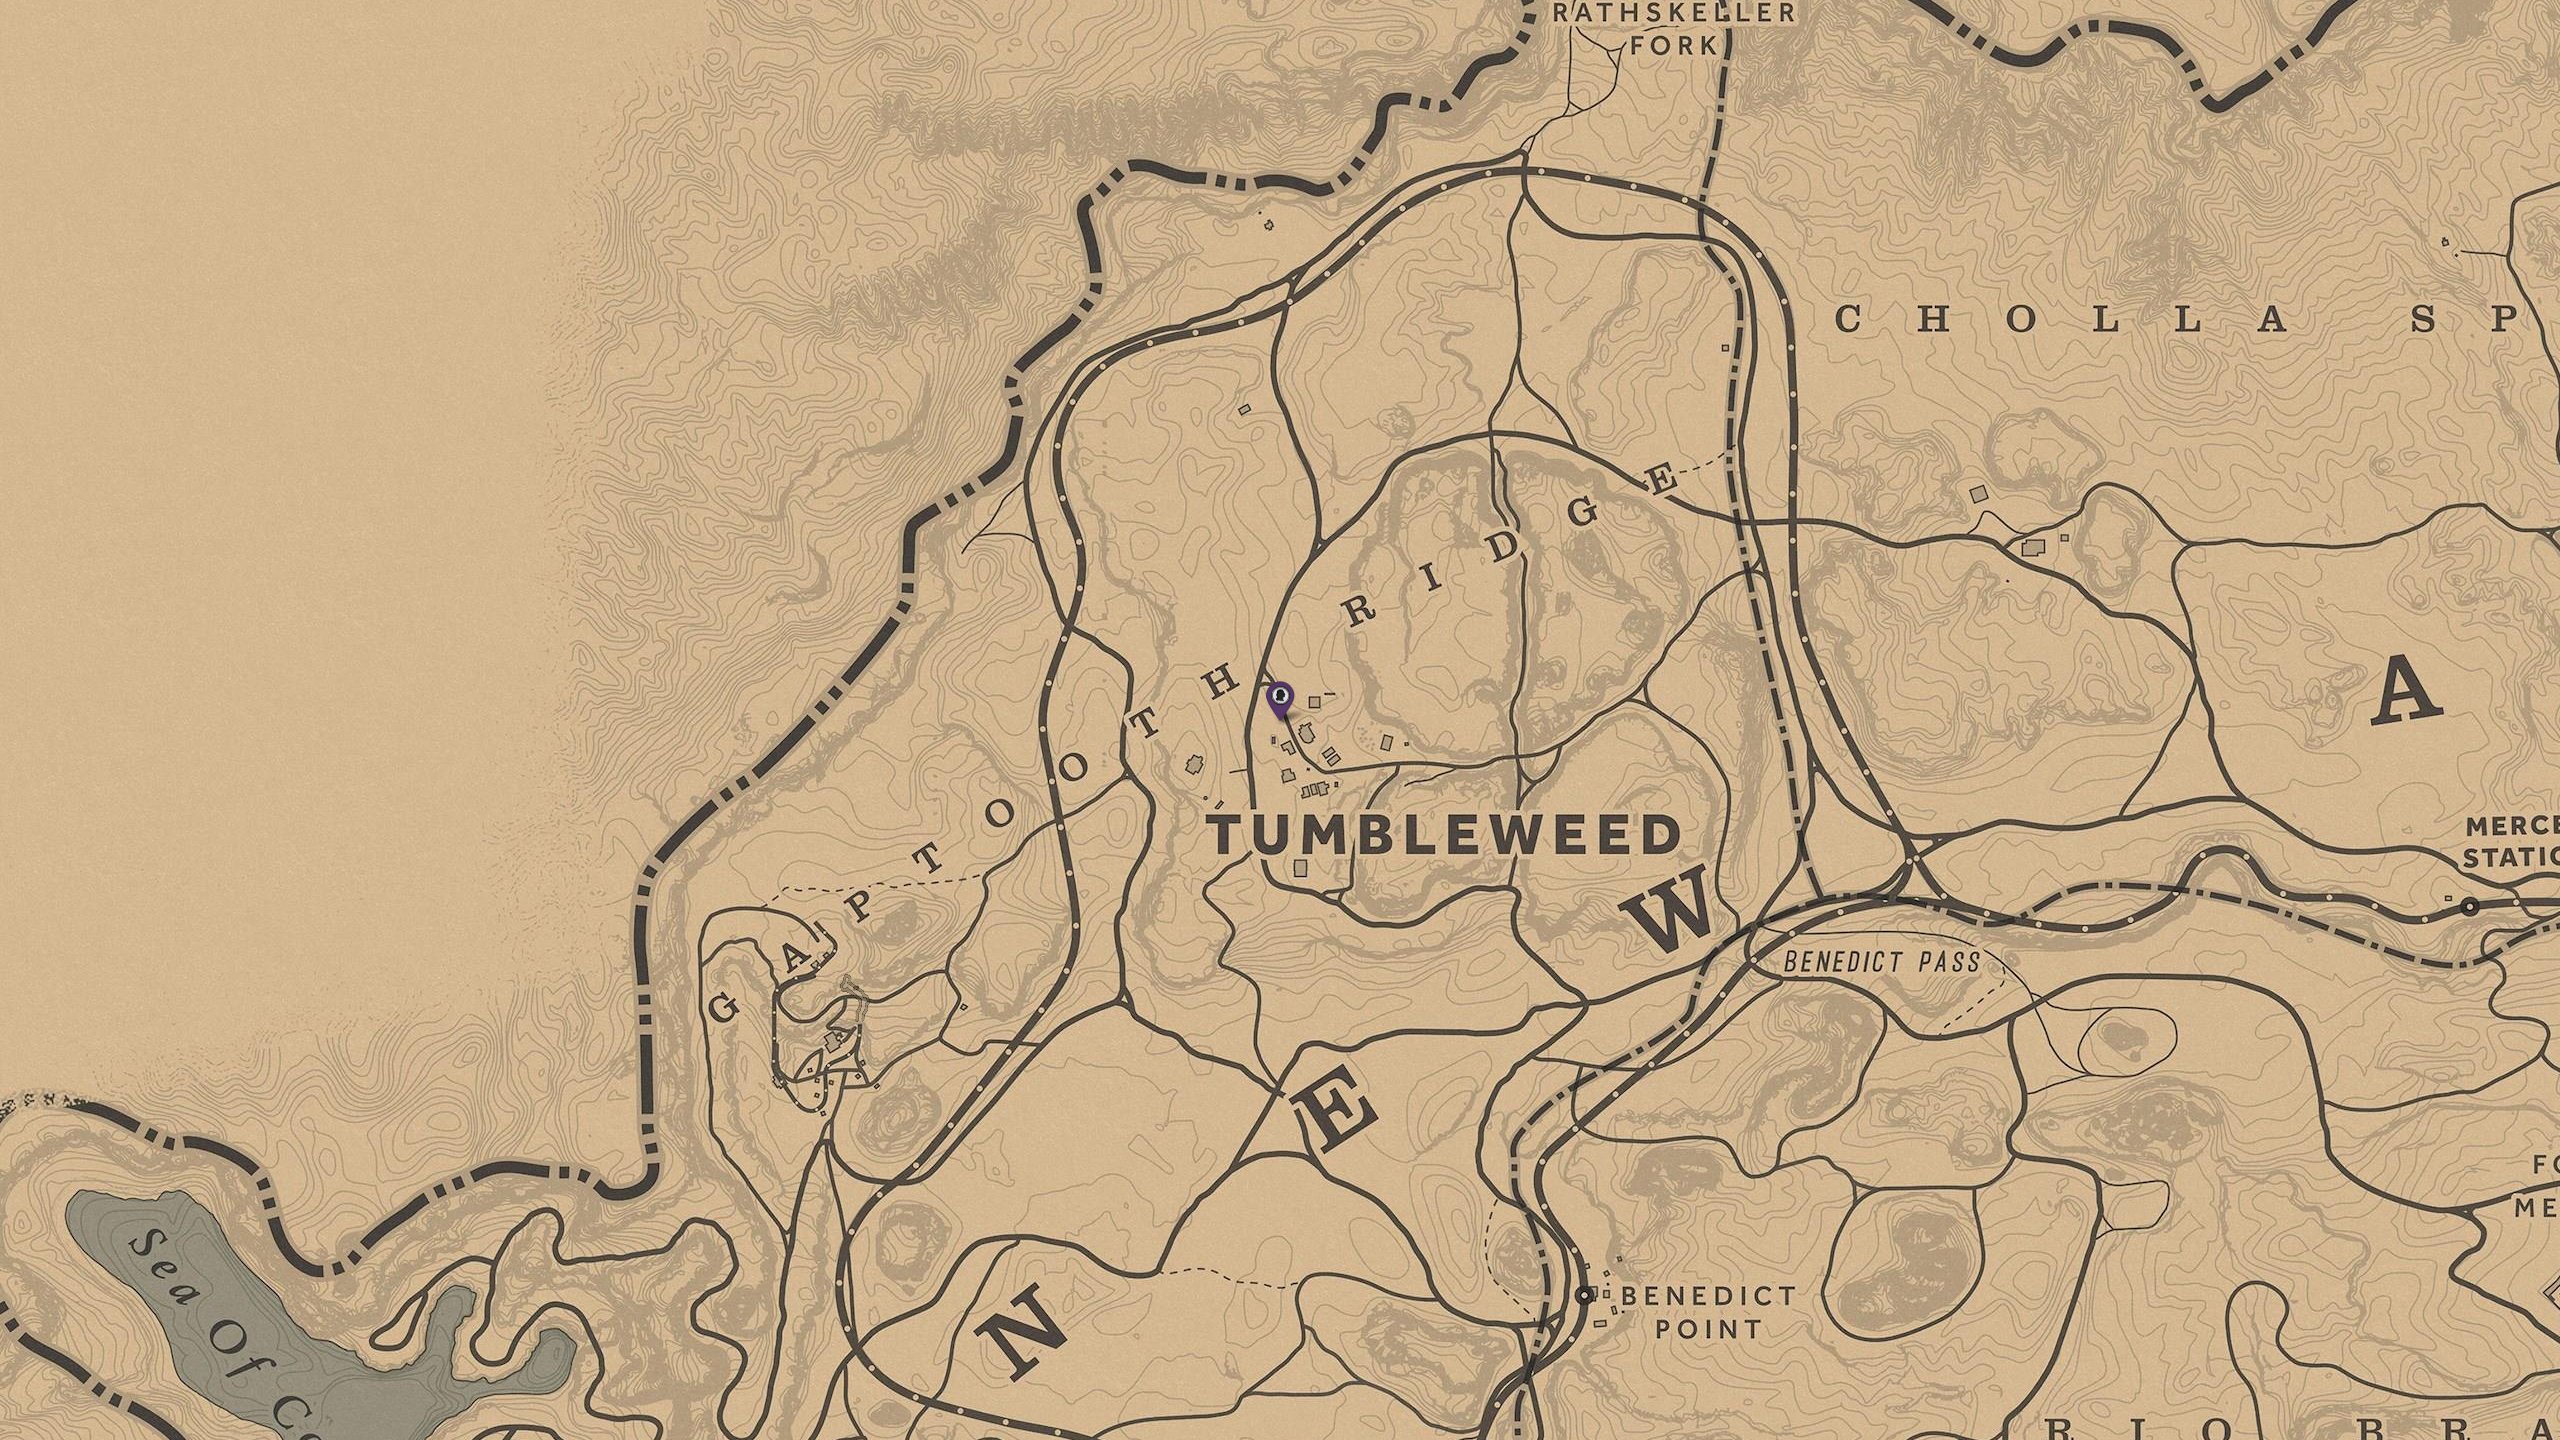 RATHSKELLER
FORK
CHOLLA SP
GAPTOOTH RIDGE
A
TUMBLEWEED
MERCE
STATIO
W
BENEDICT PASS
E
FO
ME
Sea Of Co
N
BENEDICT
POINT
RIO BRA